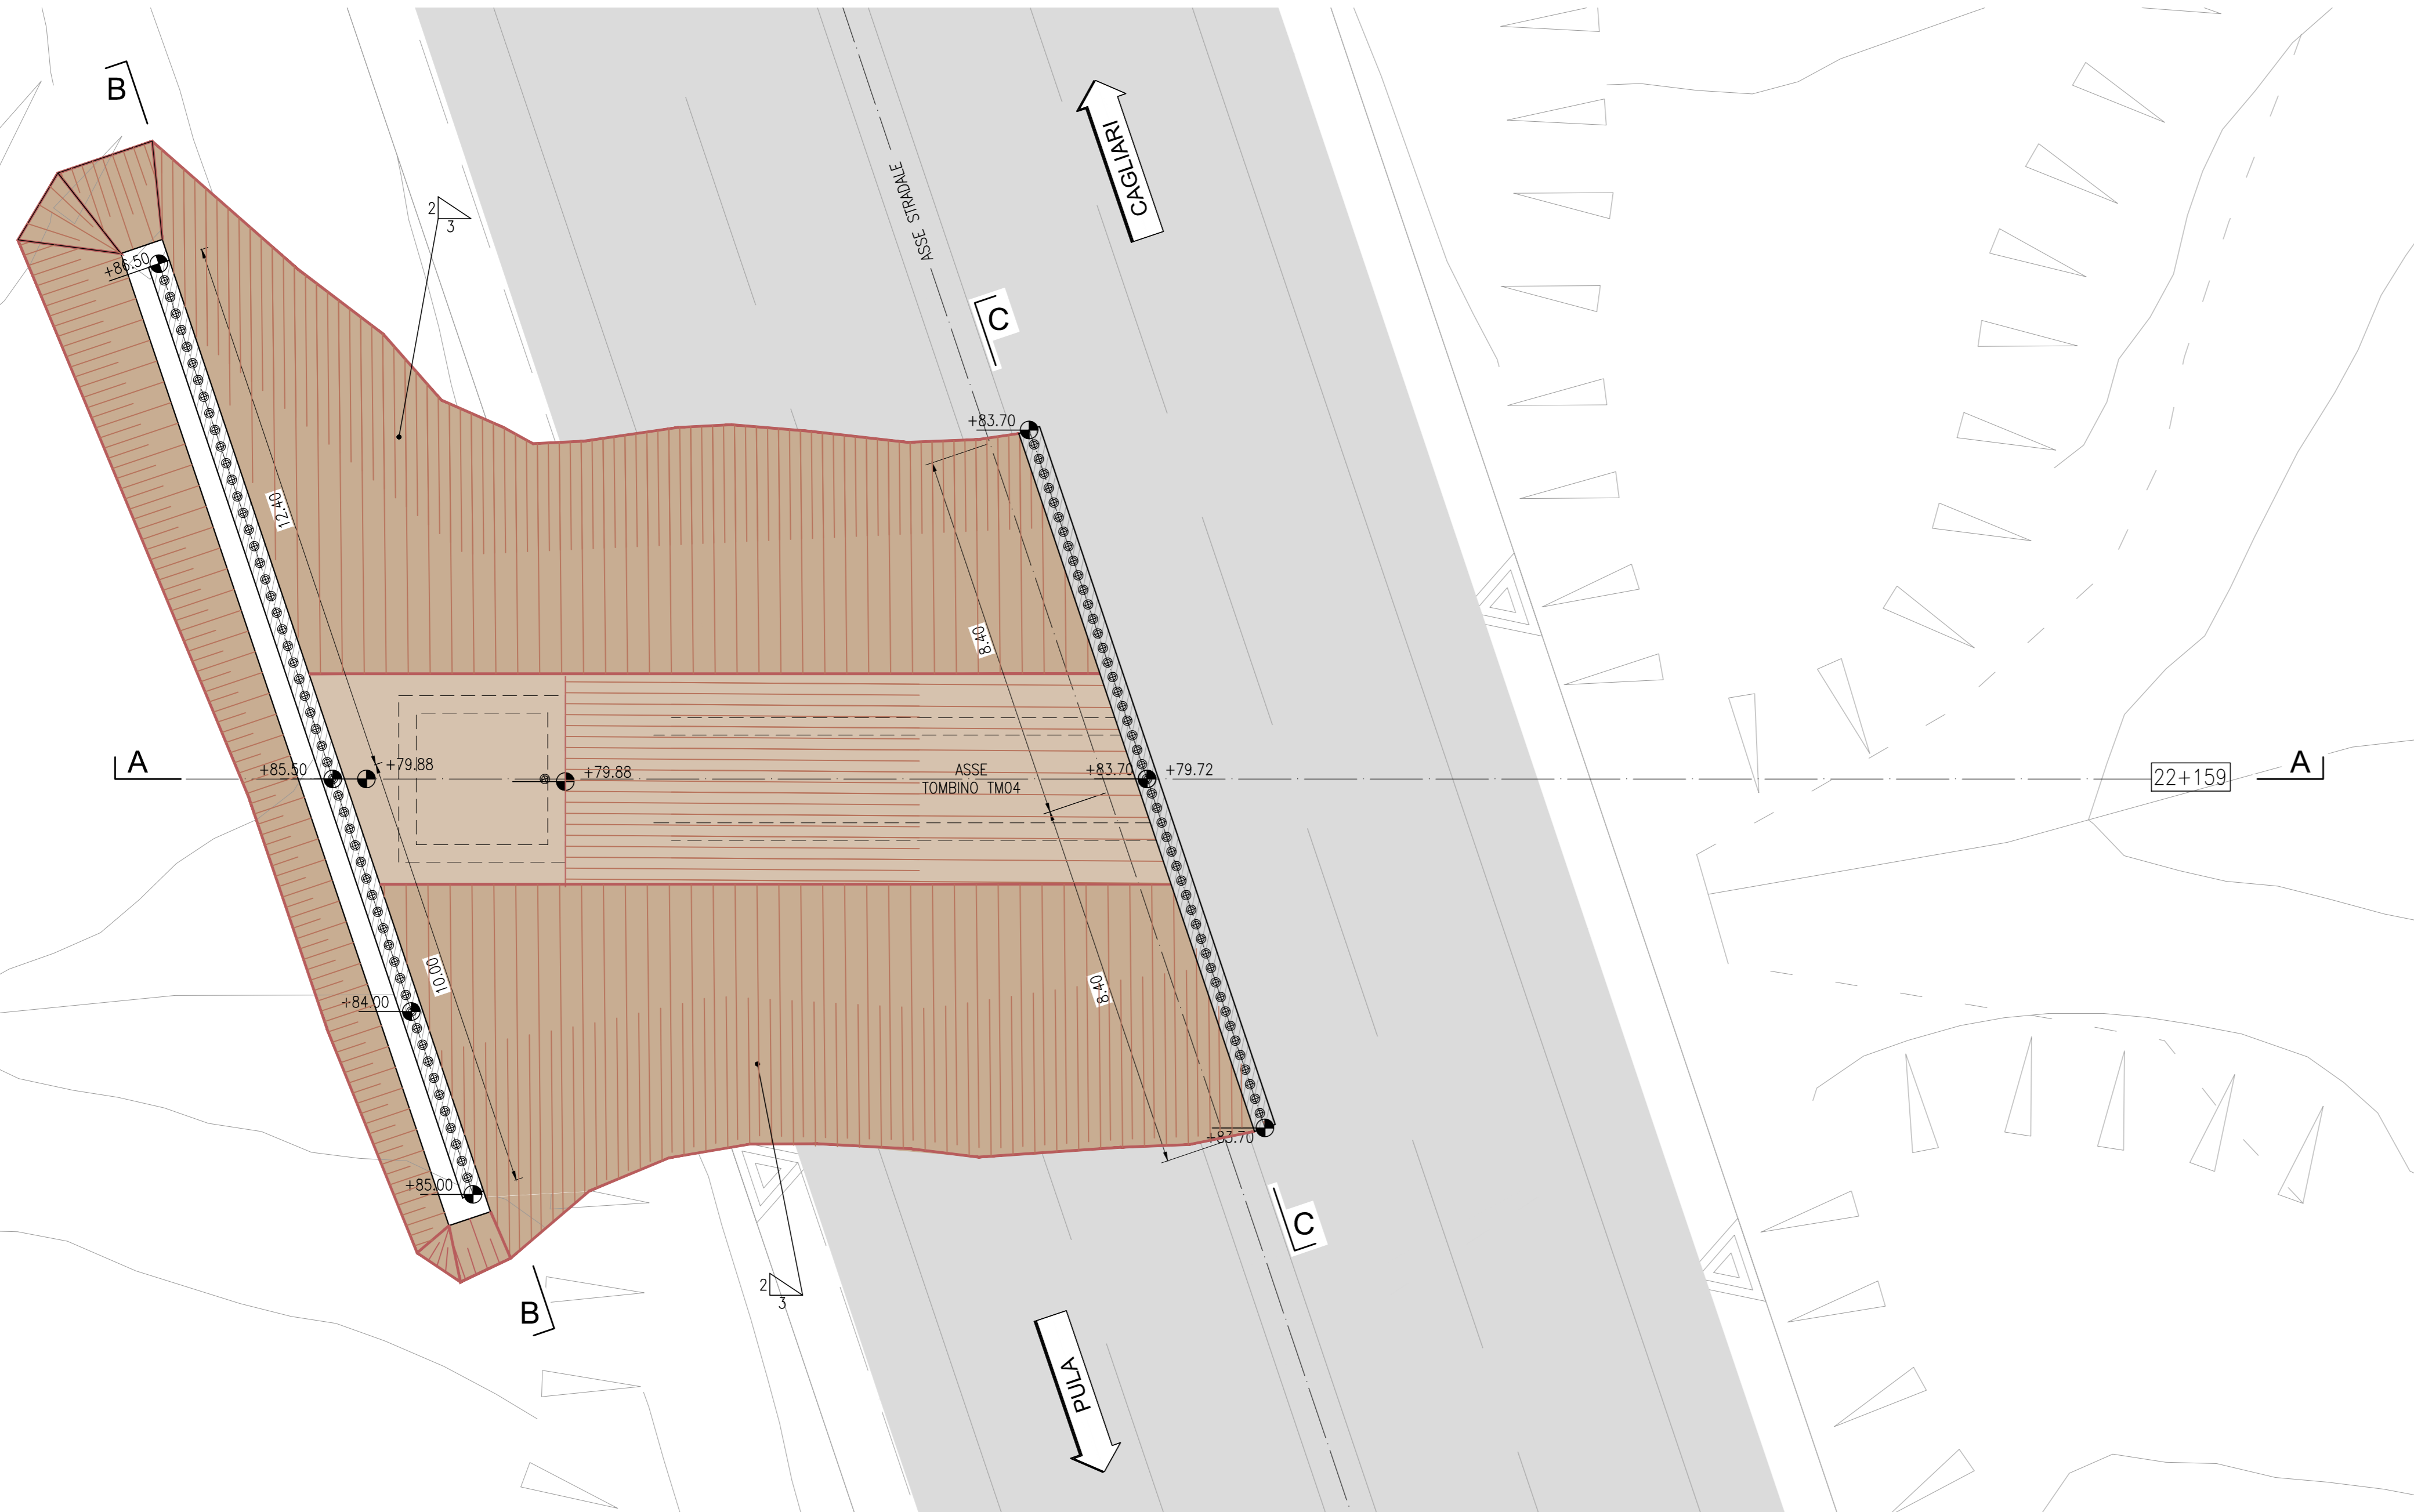 B
CAGLIARI
ASSE STRADALE
2
3
+86.50
C
+83.70
12.40
8.40
A
+85.50
+79.88
+79.88
ASSE
TOMBINO TM04
+83.70
+79.72
22+159
A
10.00
8.40
+84.00
+83.70
+85.00
C
2
3
B
PULA